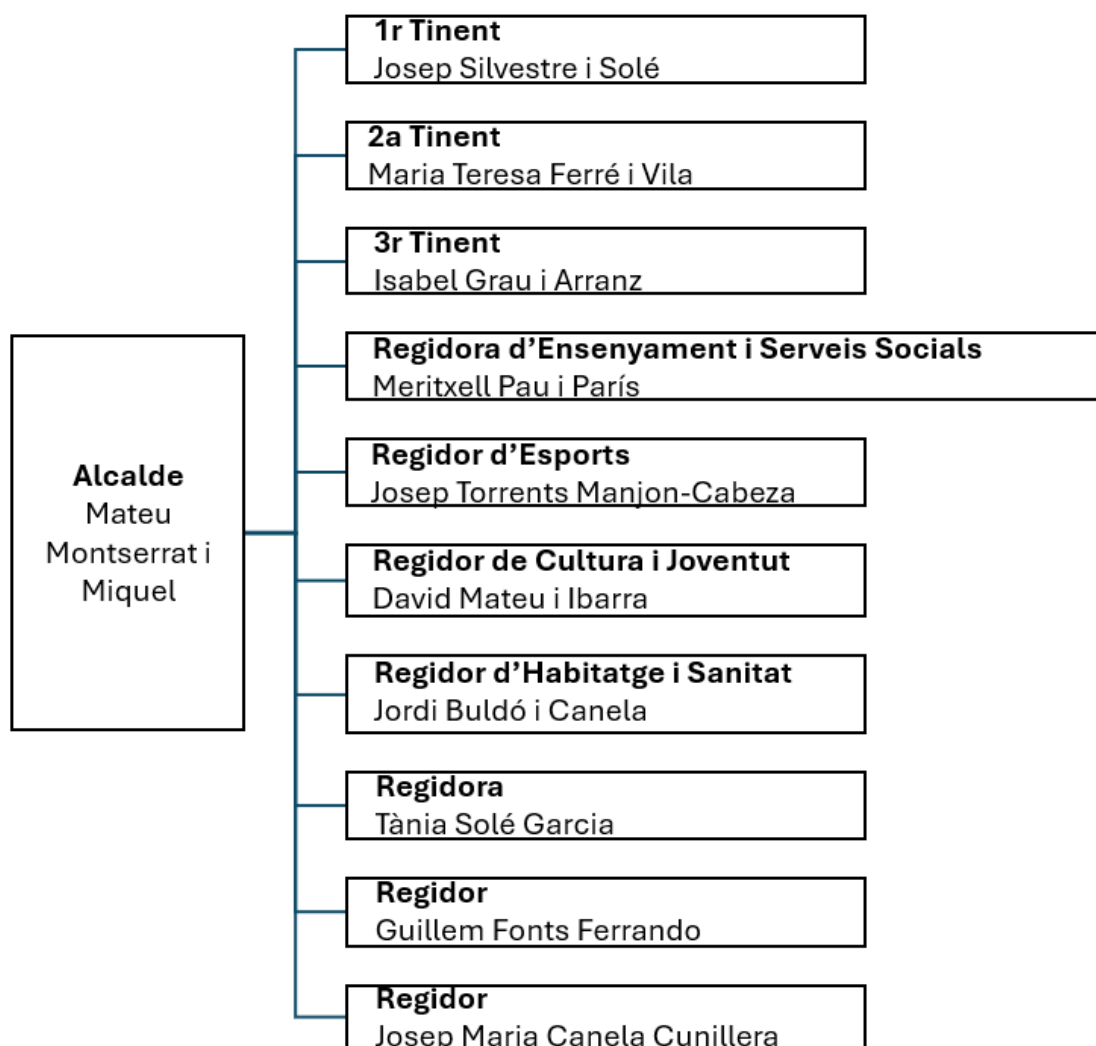 1r Tinent
Josep Silvestre i Solé
2a Tinent
Maria Teresa Ferré i Vila
3r Tinent
Isabel Grau i Arranz
Regidora d’Ensenyament i Serveis Socials
Meritxell Pau i París
Alcalde
Mateu
Montserrat i
Miquel
Regidor d’Esports
Josep Torrents Manjon-Cabeza
Regidor de Cultura i Joventut
David Mateu i Ibarra
Regidor d’Habitatge i Sanitat
Jordi Buldó i Canela
Regidora
Tània Solé Garcia
Regidor
Guillem Fonts Ferrando
Regidor
Josep Maria Canela Cunillera